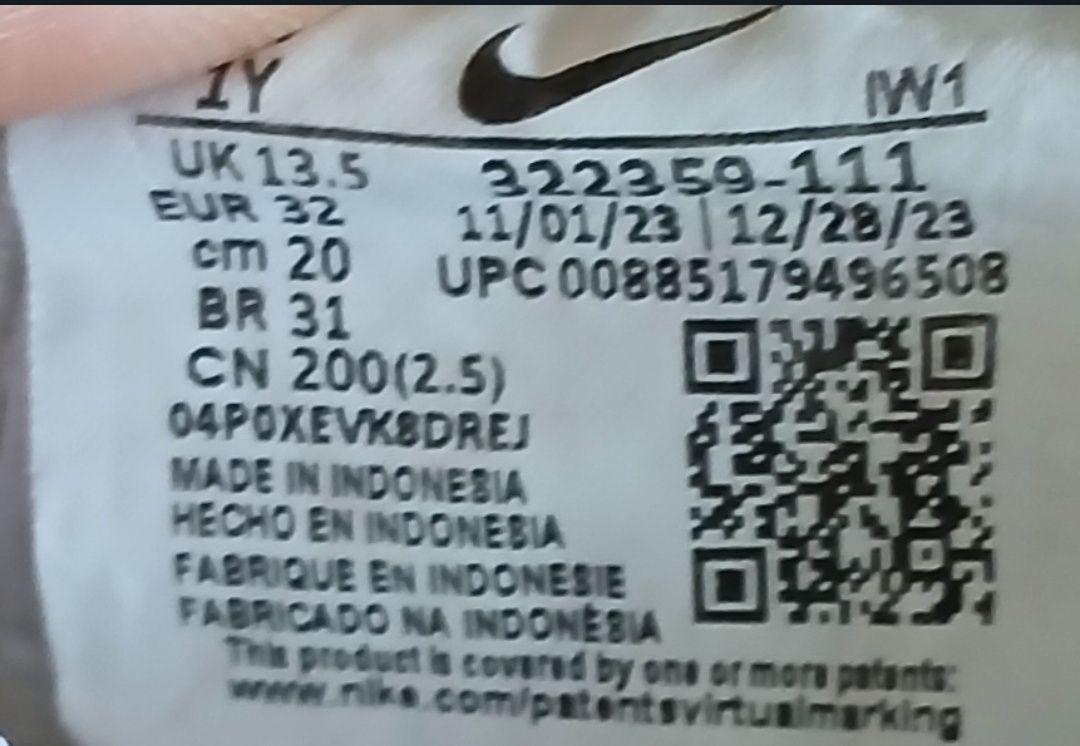 1Y IW1
UK 13.5 322359-111
EUR 32 11/01/23 | 12/28/23
cm 20 UPC 00885179496508
BR 31
CN 200(2.5)
04P0XEVK8DREJ
MADE IN INDONESIA
HECHO EN INDONESIA
FABRIQUE EN INDONESIE
FABRICADO NA INDONÉSIA
This product is covered by one or more patents:
www.nike.com/patentsvirtualmarking